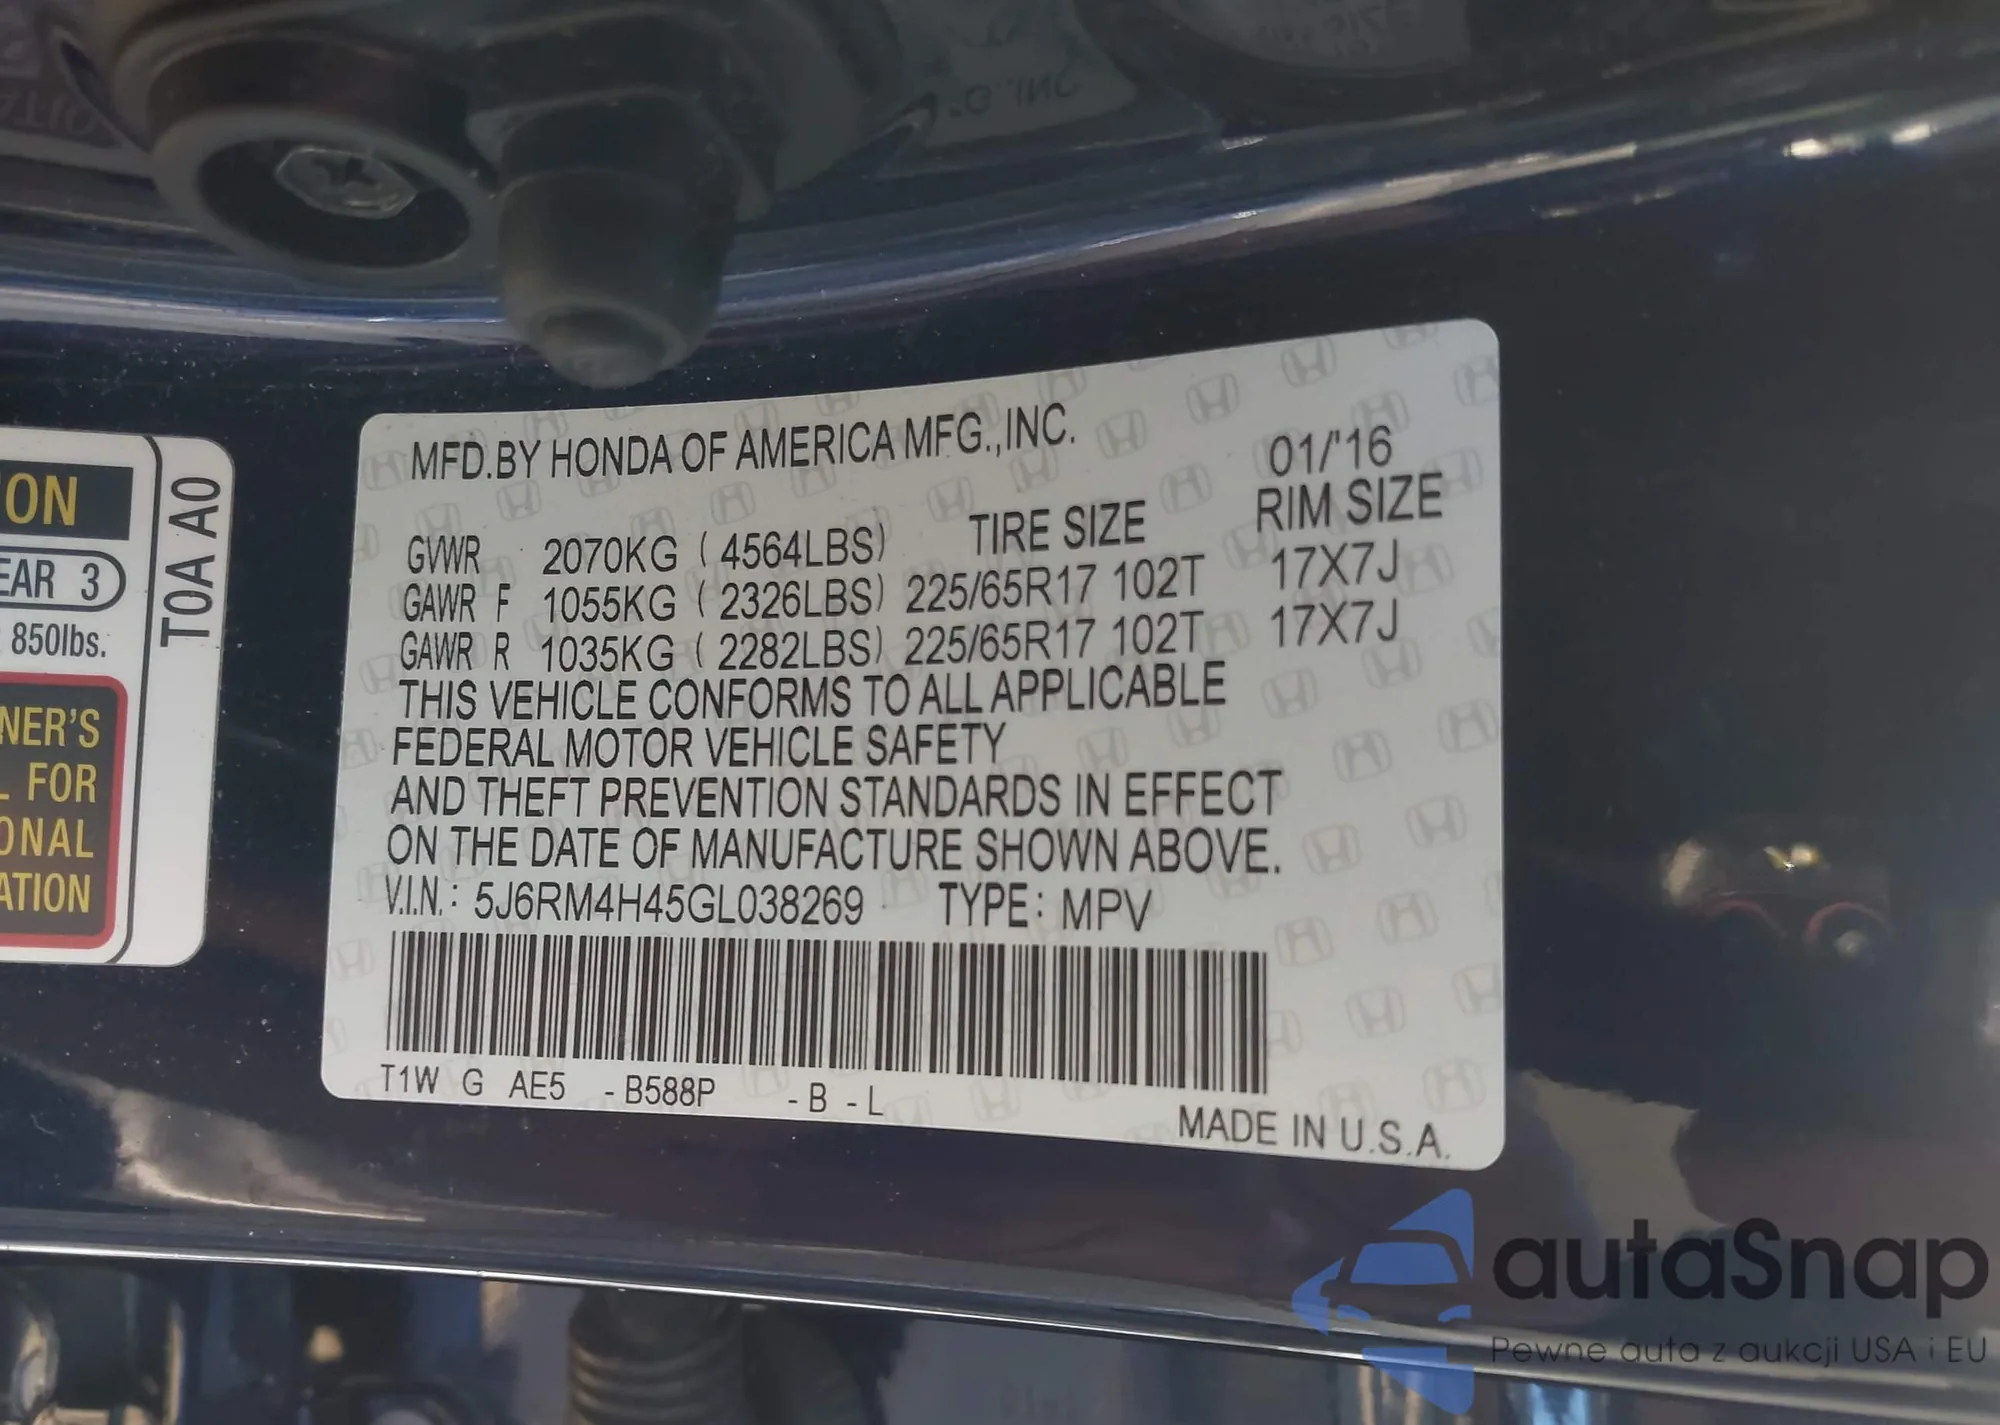 MFD.BY HONDA OF AMERICA MFG.,INC.
01/'16
GVWR 2070KG ( 4564LBS) TIRE SIZE RIM SIZE
GAWR F 1055KG ( 2326LBS) 225/65R17 102T 17X7J
GAWR R 1035KG ( 2282LBS) 225/65R17 102T 17X7J
THIS VEHICLE CONFORMS TO ALL APPLICABLE
FEDERAL MOTOR VEHICLE SAFETY
AND THEFT PREVENTION STANDARDS IN EFFECT
ON THE DATE OF MANUFACTURE SHOWN ABOVE.
V.I.N.: 5J6RM4H45GL038269 TYPE: MPV
T1W G AE5 -B588P -B -L
MADE IN U.S.A.
ON
EAR 3
850lbs.
NER'S
L FOR
ONAL
ATION
T0A A0
autaSnap
Pewne auta z aukcji USA i EU